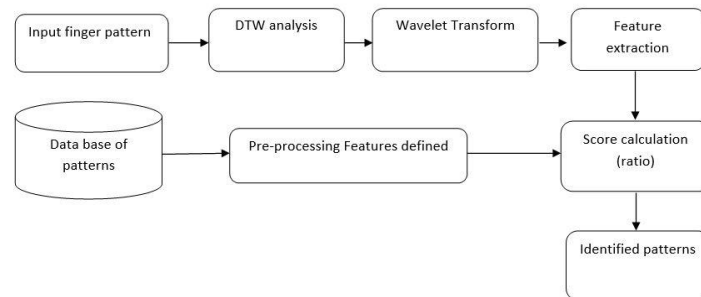 Input finger pattern
DTW analysis
Wavelet Transform
Feature
extraction
Data base of
patterns
Pre-processing Features defined
Score calculation
(ratio)
Identified patterns